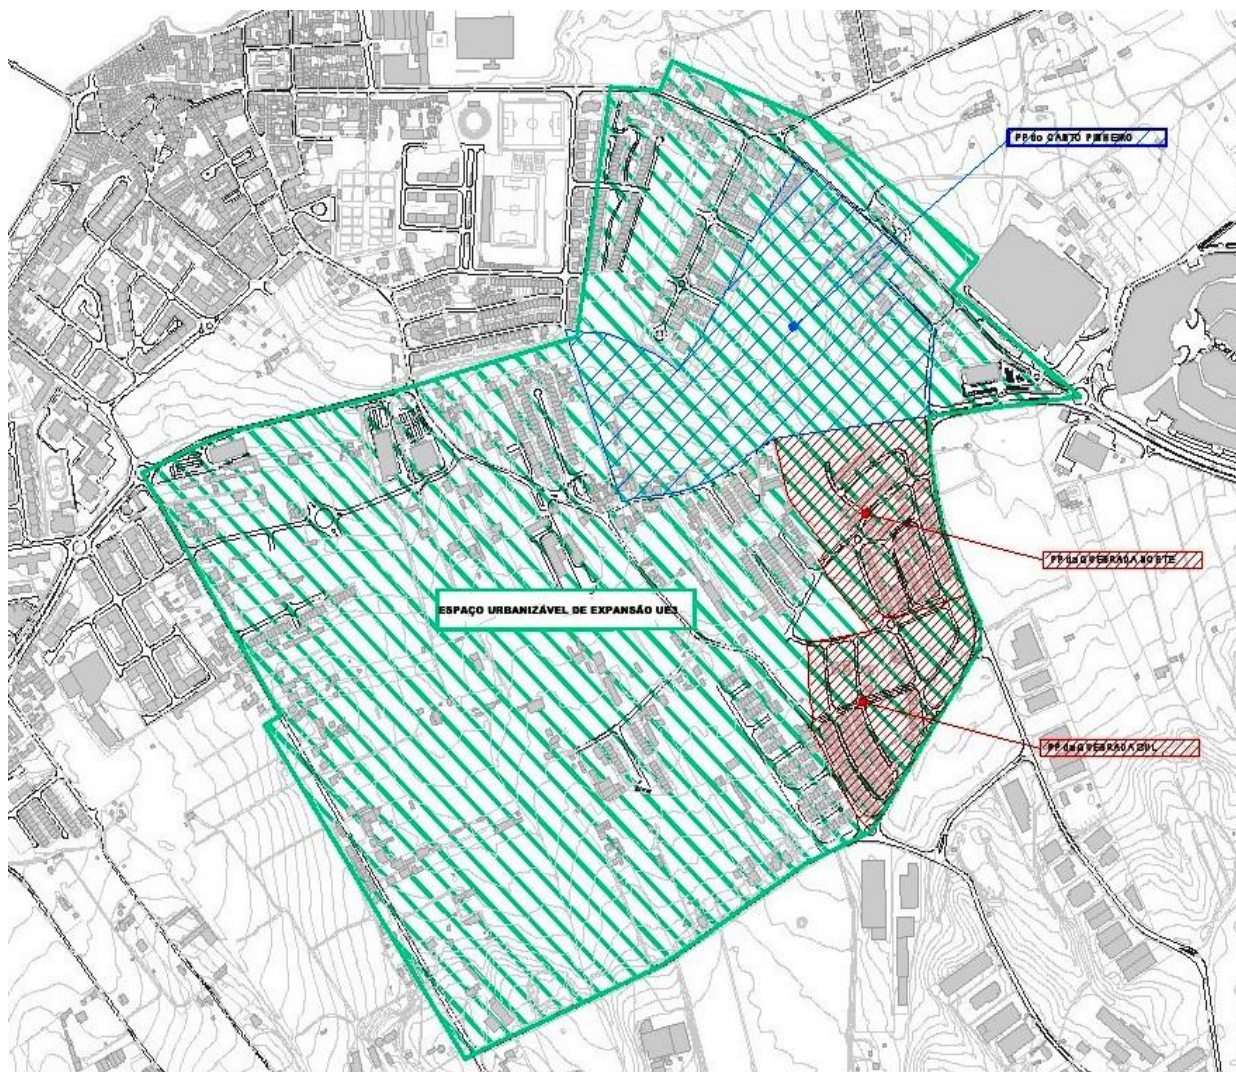 PP do CANTO PINHEIRO
PP da QUEBRADA NORTE
ESPAÇO URBANIZÁVEL DE EXPANSÃO UE3
PP da QUEBRADA SUL